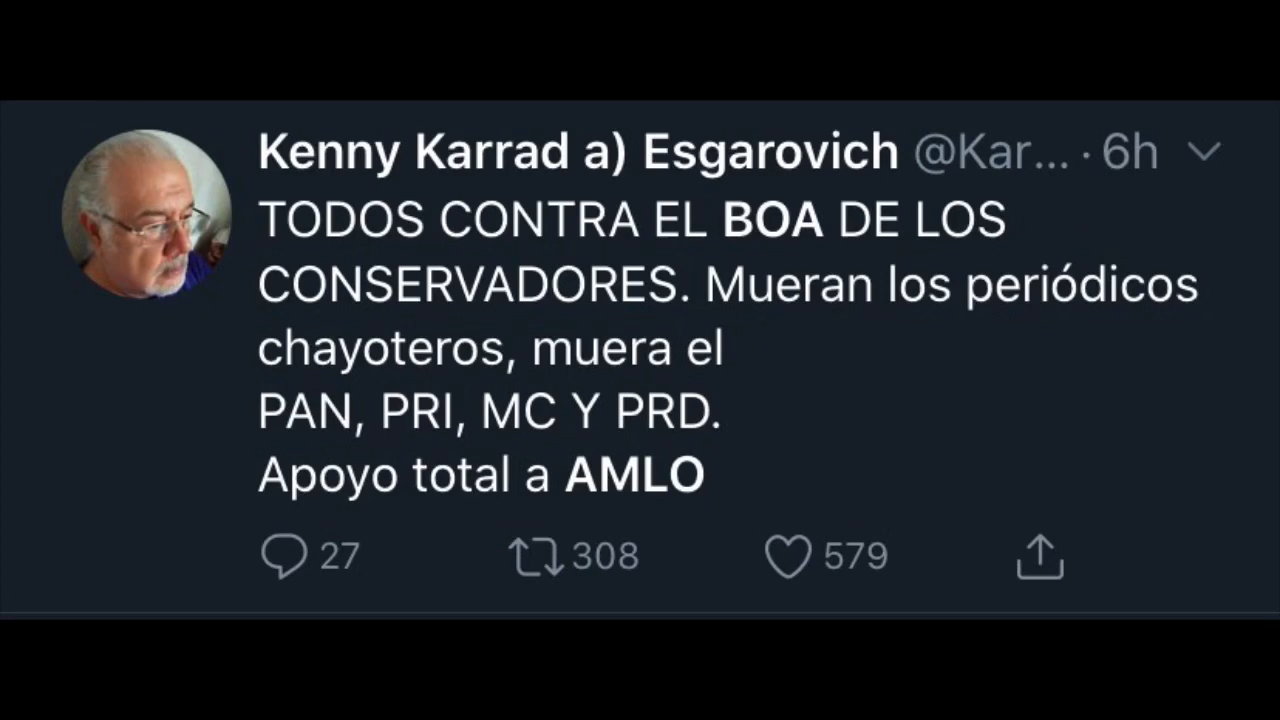 Kenny Karrad a) Esgarovich @Kar... · 6h
TODOS CONTRA EL BOA DE LOS
CONSERVADORES. Mueran los periódicos
chayoteros, muera el
PAN, PRI, MC Y PRD.
Apoyo total a AMLO
27 308 579